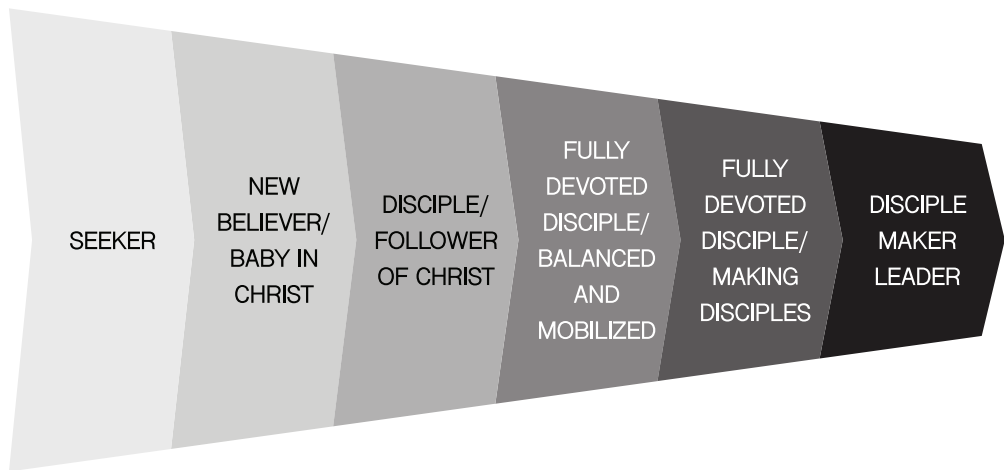 SEEKER
NEW
BELIEVER/
BABY IN
CHRIST
DISCIPLE/
FOLLOWER
OF CHRIST
FULLY
DEVOTED
DISCIPLE/
BALANCED
AND
MOBILIZED
FULLY
DEVOTED
DISCIPLE/
MAKING
DISCIPLES
DISCIPLE
MAKER
LEADER